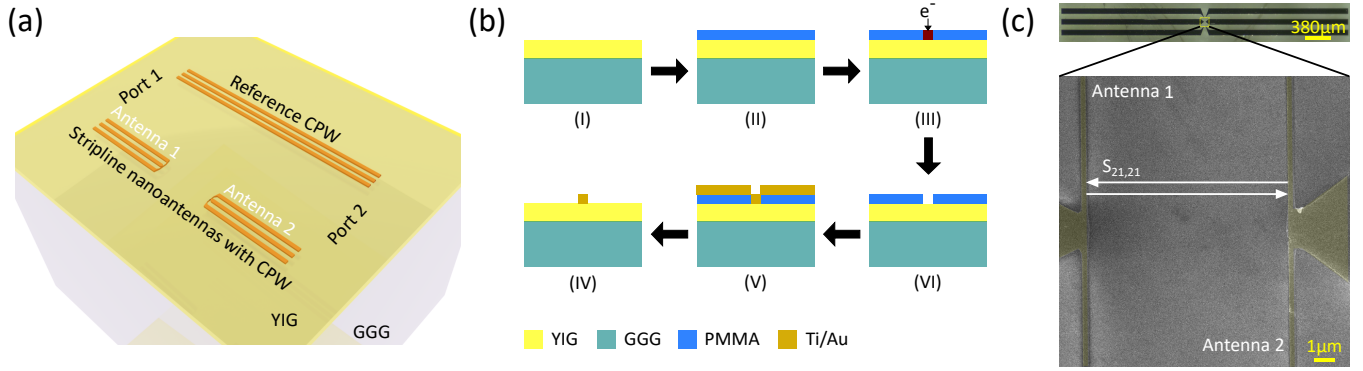 (a)
Port 1
Reference CPW
Antenna 1
Stripline nanoantennas with CPW
Antenna 2
Port 2
YIG
GGG
(b)
e-
(I)
(II)
(III)
(IV)
(V)
(VI)
YIG
GGG
PMMA
Ti/Au
(c)
380μm
Antenna 1
S21,21
Antenna 2
1μm